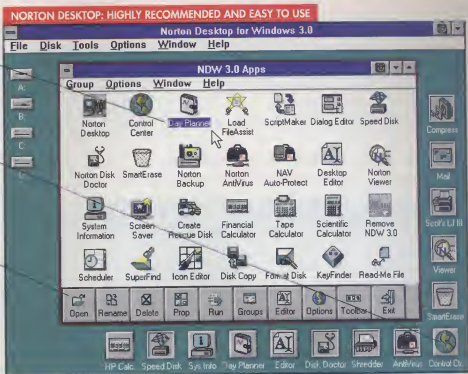 NORTON DESKTOP: HIGHLY RECOMMENDED AND EASY TO USE
Norton Desktop for Windows 3.0
File Disk Tools Options Window Help
NDW 3.0 Apps
Group Options Window Help
A:
B:
C
Norton Desktop
Control Center
Day Planner
Load FileAssist
ScriptMaker
Dialog Editor
Speed Disk
Norton Disk Doctor
SmartErase
Norton Backup
Norton AntiVirus
NAV Auto-Protect
Desktop Editor
Norton Viewer
System Information
Screen Saver
Create Rescue Disk
Financial Calculator
Tape Calculator
Scientific Calculator
Remove NDW 3.0
Scheduler
SuperFind
Icon Editor
Disk Copy
Format Disk
KeyFinder
Read-Me File
Open Rename Delete Prop Run Groups Editor Options Toolbar Exit
Compress
Mail
Viewer
SmartErase
HP Calc Speed Disk Sys Info Day Planner Editor Disk Doctor Shredder AntiVirus Control Ctr